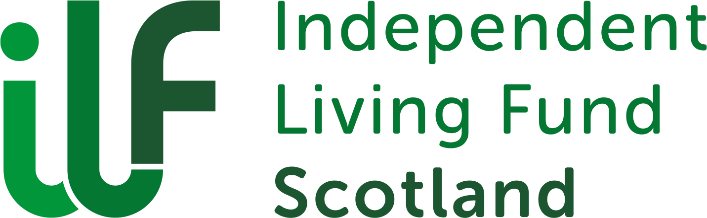 ilF
Independent
Living Fund
Scotland